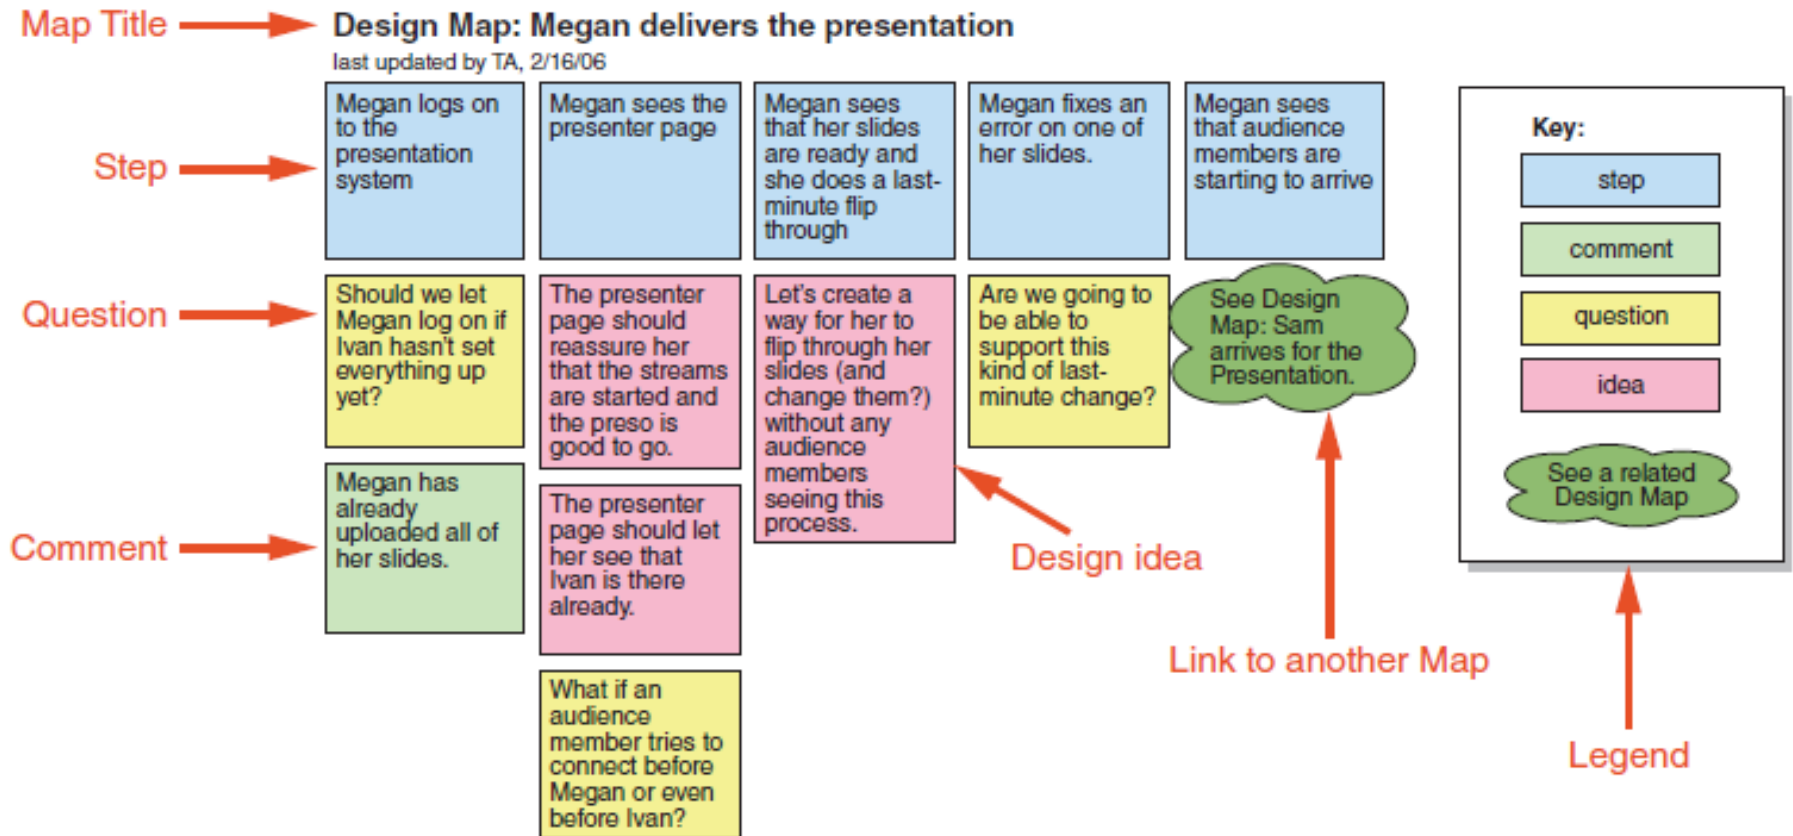 Map Title
Design Map: Megan delivers the presentation
last updated by TA, 2/16/06
Step
Megan logs on
to the
presentation
system
Megan sees the
presenter page
Megan sees
that her slides
are ready and
she does a last-
minute flip
through
Megan fixes an
error on one of
her slides.
Megan sees
that audience
members are
starting to arrive
Question
Should we let
Megan log on if
Ivan hasn't set
everything up
yet?
The presenter
page should
reassure her
that the streams
are started and
the preso is
good to go.
Let's create a
way for her to
flip through her
slides (and
change them?)
without any
audience
members
seeing this
process.
Are we going to
be able to
support this
kind of last-
minute change?
See Design
Map: Sam
arrives for the
Presentation.
Comment
Megan has
already
uploaded all of
her slides.
The presenter
page should let
her see that
Ivan is there
already.
What if an
audience
member tries to
connect before
Megan or even
before Ivan?
Design idea
Link to another Map
Key:
step
comment
question
idea
See a related
Design Map
Legend